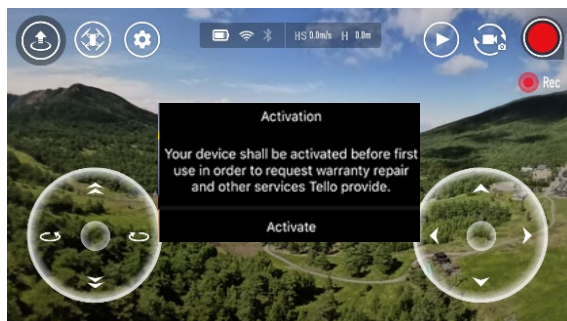 HS 0.0m/s H 0.0m
Rec
Activation
Your device shall be activated before first
use in order to request warranty repair
and other services Tello provide.
Activate